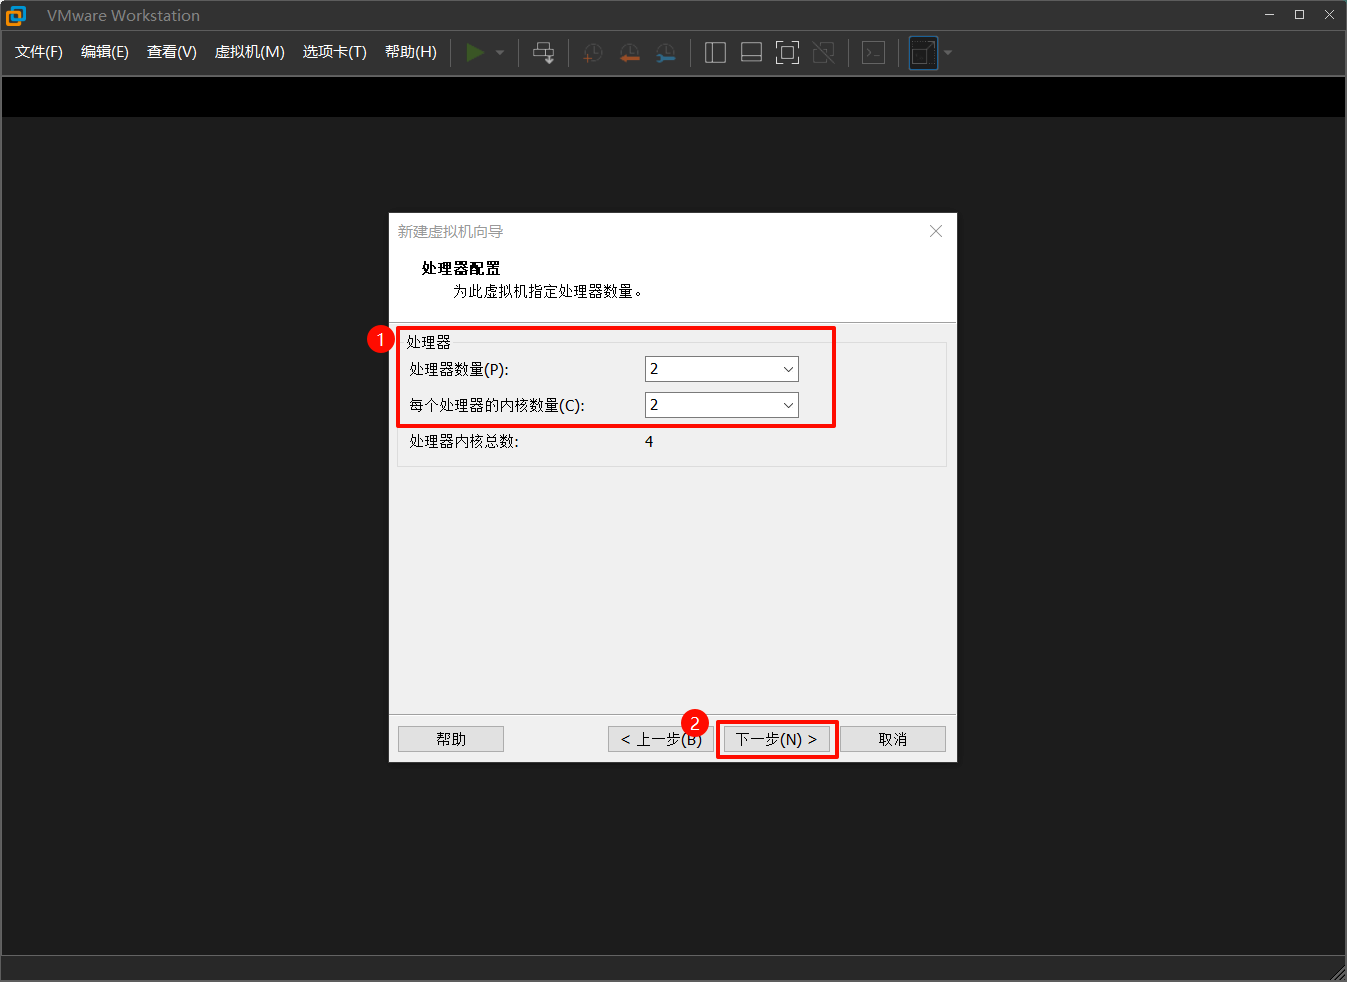 VMware Workstation
文件(F) 编辑(E) 查看(V) 虚拟机(M) 选项卡(T) 帮助(H)
新建虚拟机向导
处理器配置
为此虚拟机指定处理器数量。
1
处理器
处理器数量(P): 2
每个处理器的内核数量(C): 2
处理器内核总数: 4
2
帮助 < 上一步(B) 下一步(N) > 取消